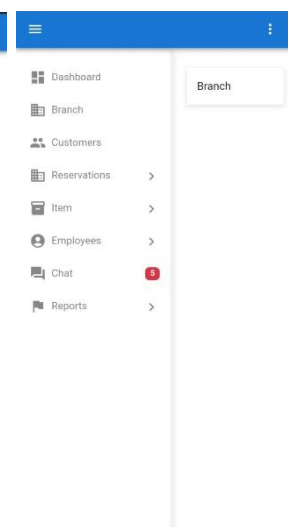 Dashboard
Branch
Customers
Reservations
Item
Employees
Chat 5
Reports
Branch